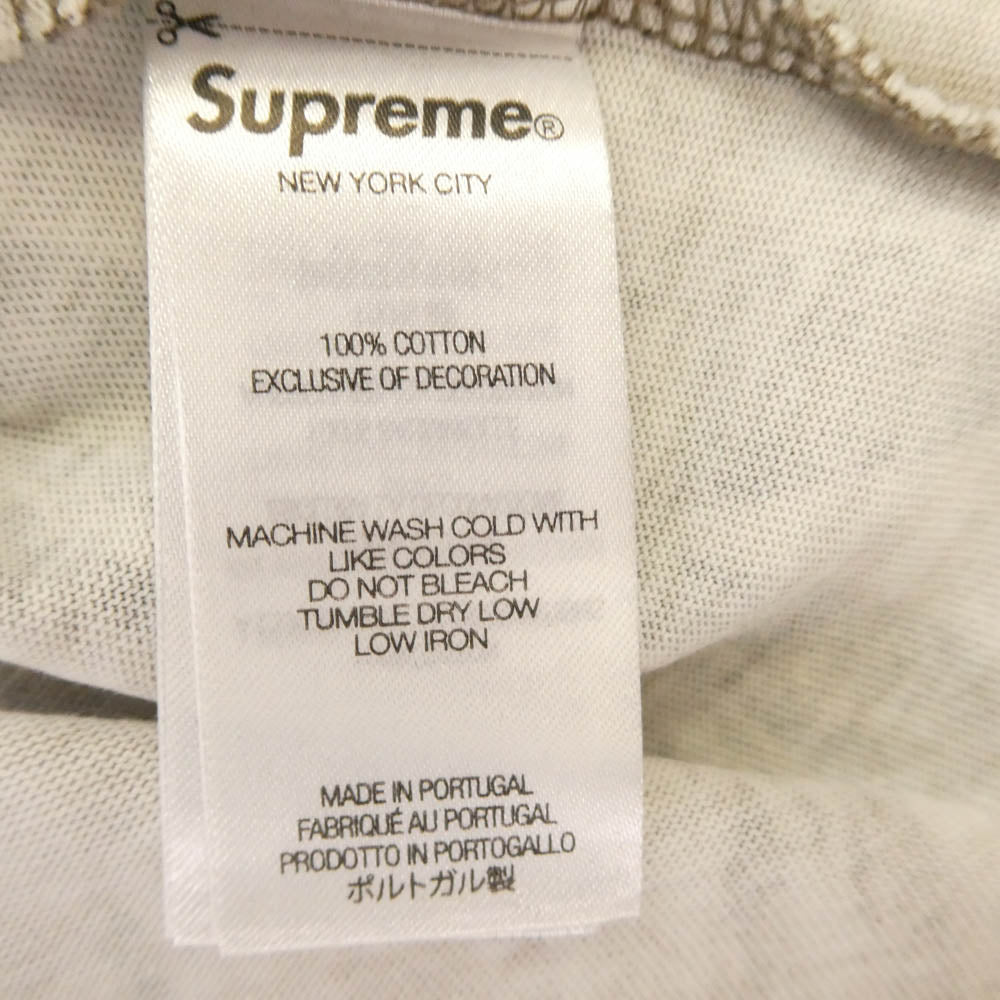 Supreme®
NEW YORK CITY
100% COTTON
EXCLUSIVE OF DECORATION
MACHINE WASH COLD WITH
LIKE COLORS
DO NOT BLEACH
TUMBLE DRY LOW
LOW IRON
MADE IN PORTUGAL
FABRIQUÉ AU PORTUGAL
PRODOTTO IN PORTOGALLO
ポルトガル製